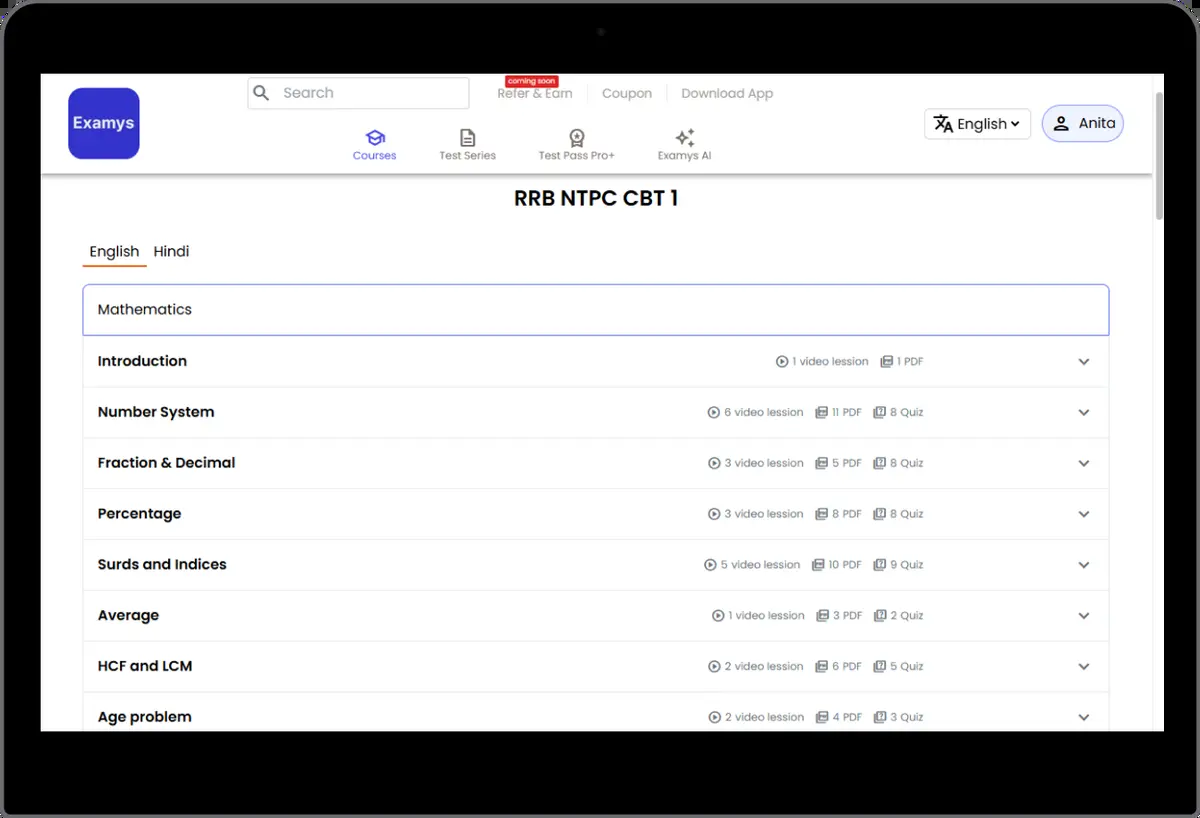 Examys
Search
coming soon
Refer & Earn
Coupon
Download App
Courses
Test Series
Test Pass Pro+
Examys AI
English
Anita
RRB NTPC CBT 1
English Hindi
Mathematics
Introduction 1 video lession 1 PDF
Number System 6 video lession 11 PDF 8 Quiz
Fraction & Decimal 3 video lession 5 PDF 8 Quiz
Percentage 3 video lession 8 PDF 8 Quiz
Surds and Indices 5 video lession 10 PDF 9 Quiz
Average 1 video lession 3 PDF 2 Quiz
HCF and LCM 2 video lession 6 PDF 5 Quiz
Age problem 2 video lession 4 PDF 3 Quiz